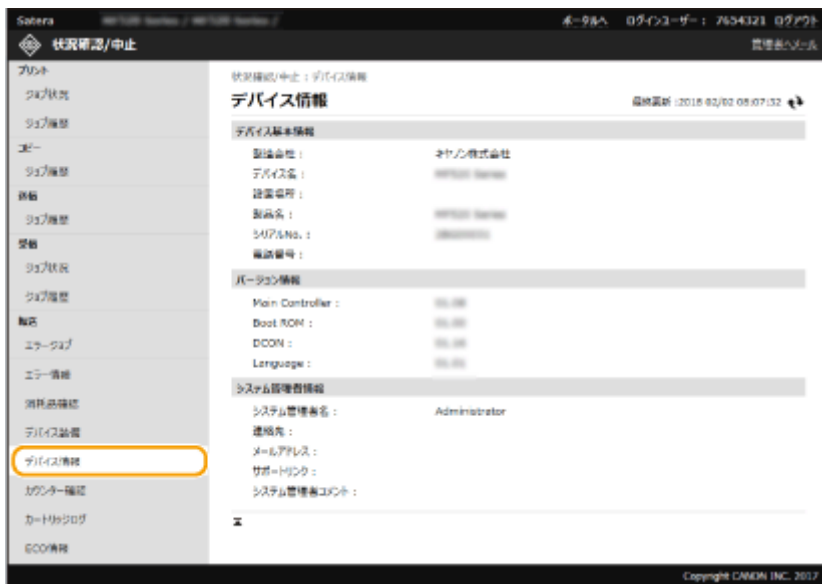 Satera
ポータルへ ログインユーザー : 7654321 ログアウト
状況確認/中止
管理者へメール
プリント
ジョブ状況
ジョブ履歴
コピー
ジョブ履歴
送信
ジョブ履歴
受信
ジョブ状況
ジョブ履歴
転送
エラージョブ
エラー情報
消耗品確認
デバイス装備
デバイス情報
カウンター確認
カートリッジログ
ECO情報
状況確認/中止 : デバイス情報
デバイス情報
最終更新 :2018 02/02 08:07:32
デバイス基本情報
製造会社 : キヤノン株式会社
デバイス名 :
設置場所 :
製品名 :
シリアルNo. :
電話番号 :
バージョン情報
Main Controller :
Boot ROM :
DCON :
Language :
システム管理者情報
システム管理者名 : Administrator
連絡先 :
メールアドレス :
サポートリンク :
システム管理者コメント :
Copyright CANON INC. 2017